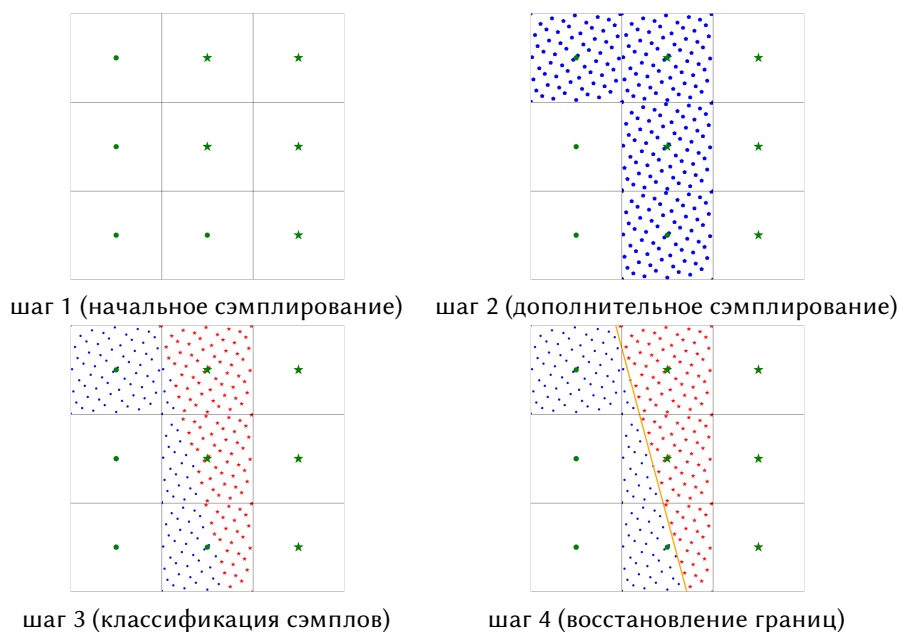 шаг 1 (начальное сэмплирование)
шаг 2 (дополнительное сэмплирование)
шаг 3 (классификация сэмплов)
шаг 4 (восстановление границ)